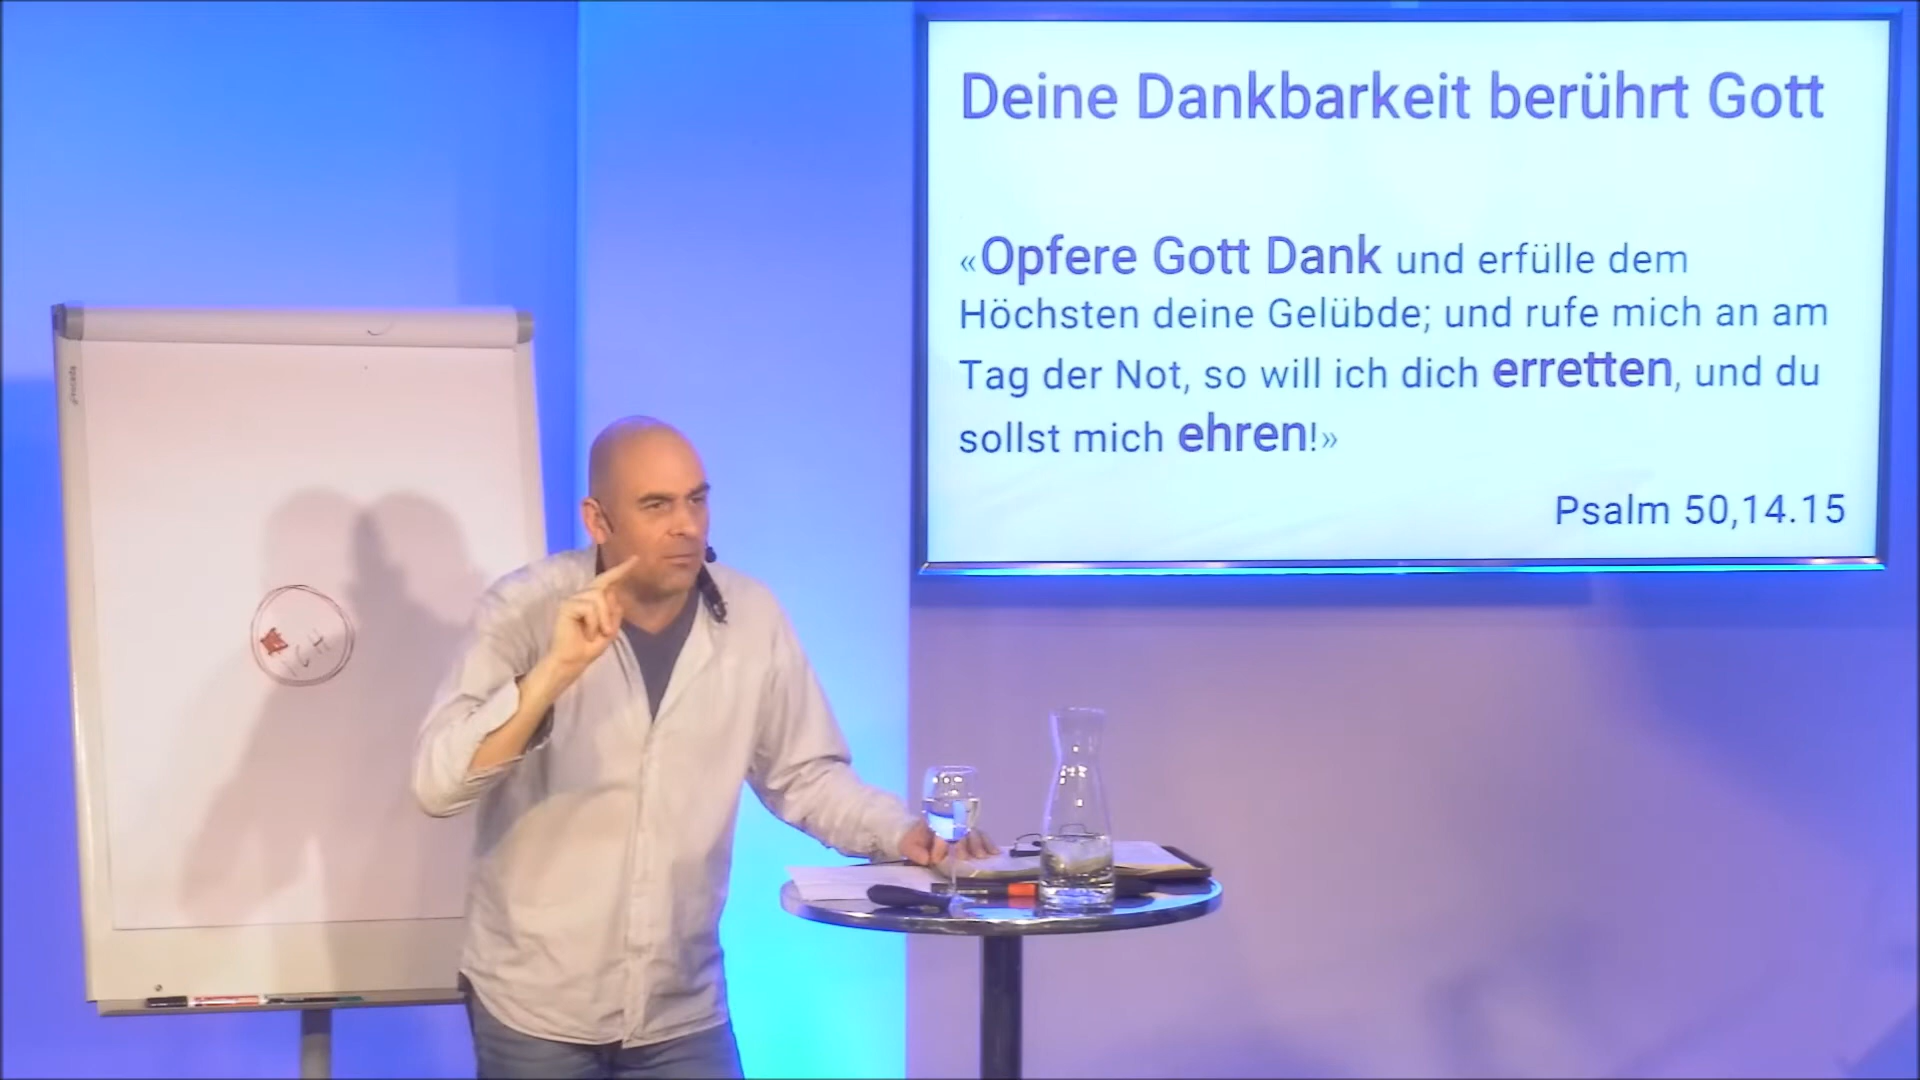 Deine Dankbarkeit berührt Gott
«Opfere Gott Dank und erfülle dem
Höchsten deine Gelübde; und rufe mich an am
Tag der Not, so will ich dich erretten, und du
sollst mich ehren!»
Psalm 50,14.15
ICH